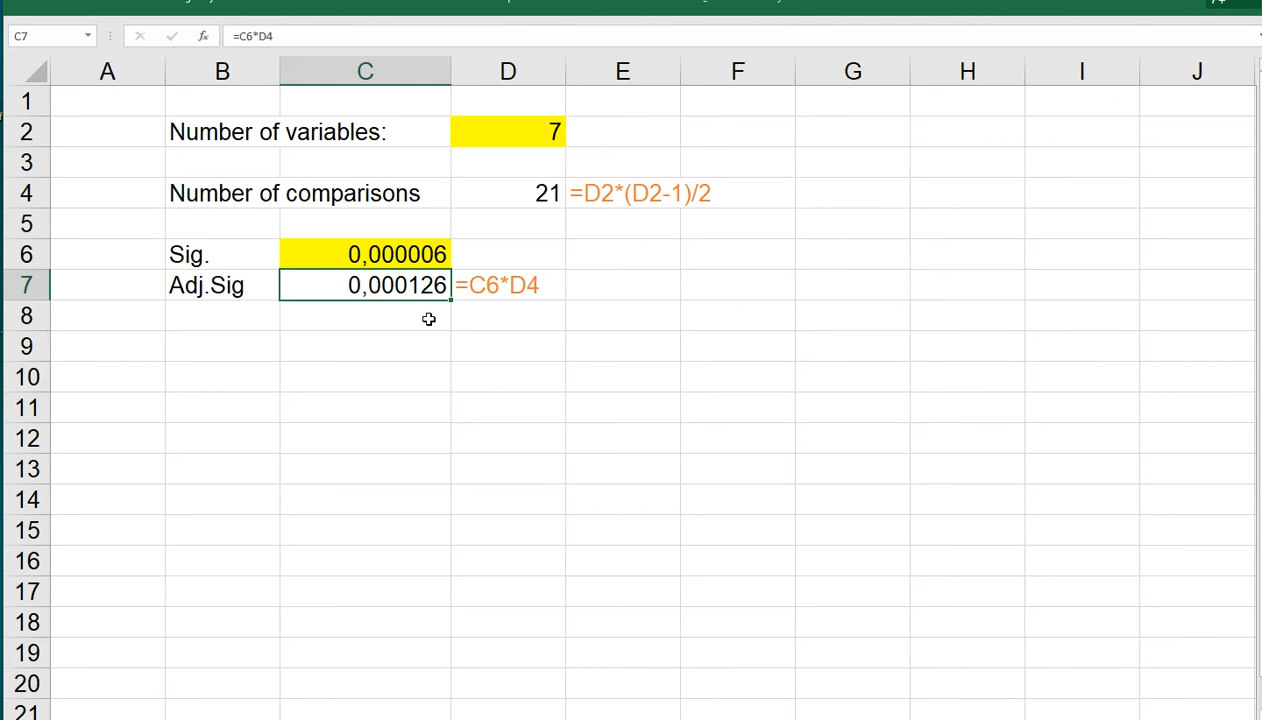 C7 fx =C6*D4
A B C D E F G H I J
1
2 Number of variables: 7
3
4 Number of comparisons 21 =D2*(D2-1)/2
5
6 Sig. 0,000006
7 Adj.Sig 0,000126 =C6*D4
8
9
10
11
12
13
14
15
16
17
18
19
20
21